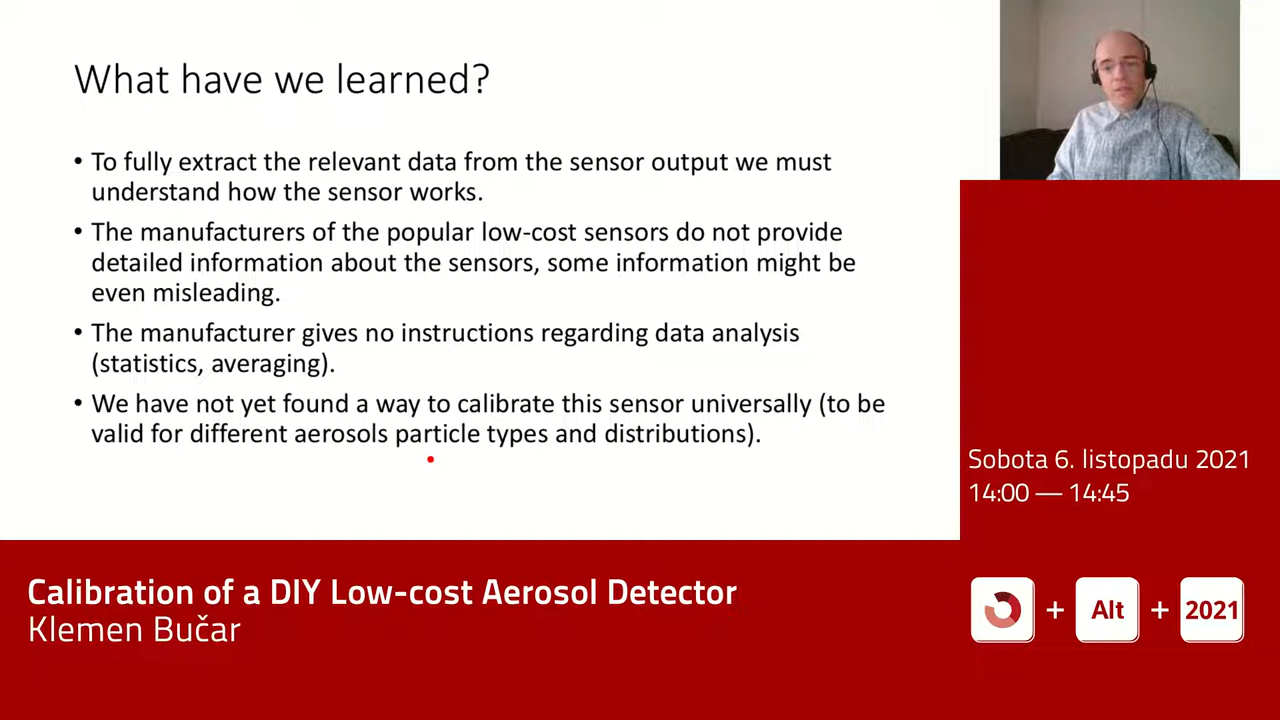 What have we learned?
• To fully extract the relevant data from the sensor output we must
understand how the sensor works.
• The manufacturers of the popular low-cost sensors do not provide
detailed information about the sensors, some information might be
even misleading.
• The manufacturer gives no instructions regarding data analysis
(statistics, averaging).
• We have not yet found a way to calibrate this sensor universally (to be
valid for different aerosols particle types and distributions).
Sobota 6. listopadu 2021
14:00 — 14:45
Calibration of a DIY Low-cost Aerosol Detector
Klemen Bučar
+ Alt + 2021